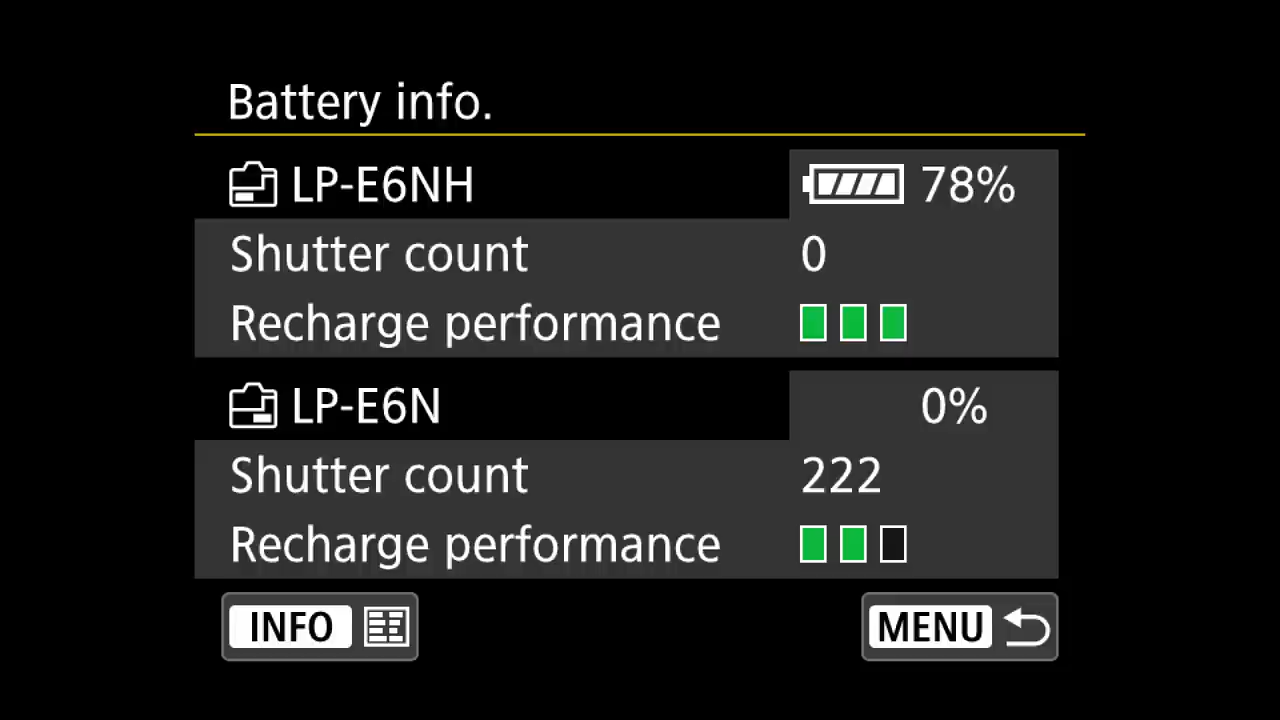 Battery info.
LP-E6NH 78%
Shutter count 0
Recharge performance
LP-E6N 0%
Shutter count 222
Recharge performance
INFO MENU